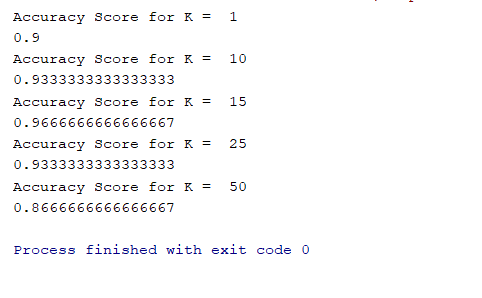 Accuracy Score for K =  1
0.9
Accuracy Score for K =  10
0.9333333333333333
Accuracy Score for K =  15
0.9666666666666667
Accuracy Score for K =  25
0.9333333333333333
Accuracy Score for K =  50
0.8666666666666667
Process finished with exit code 0